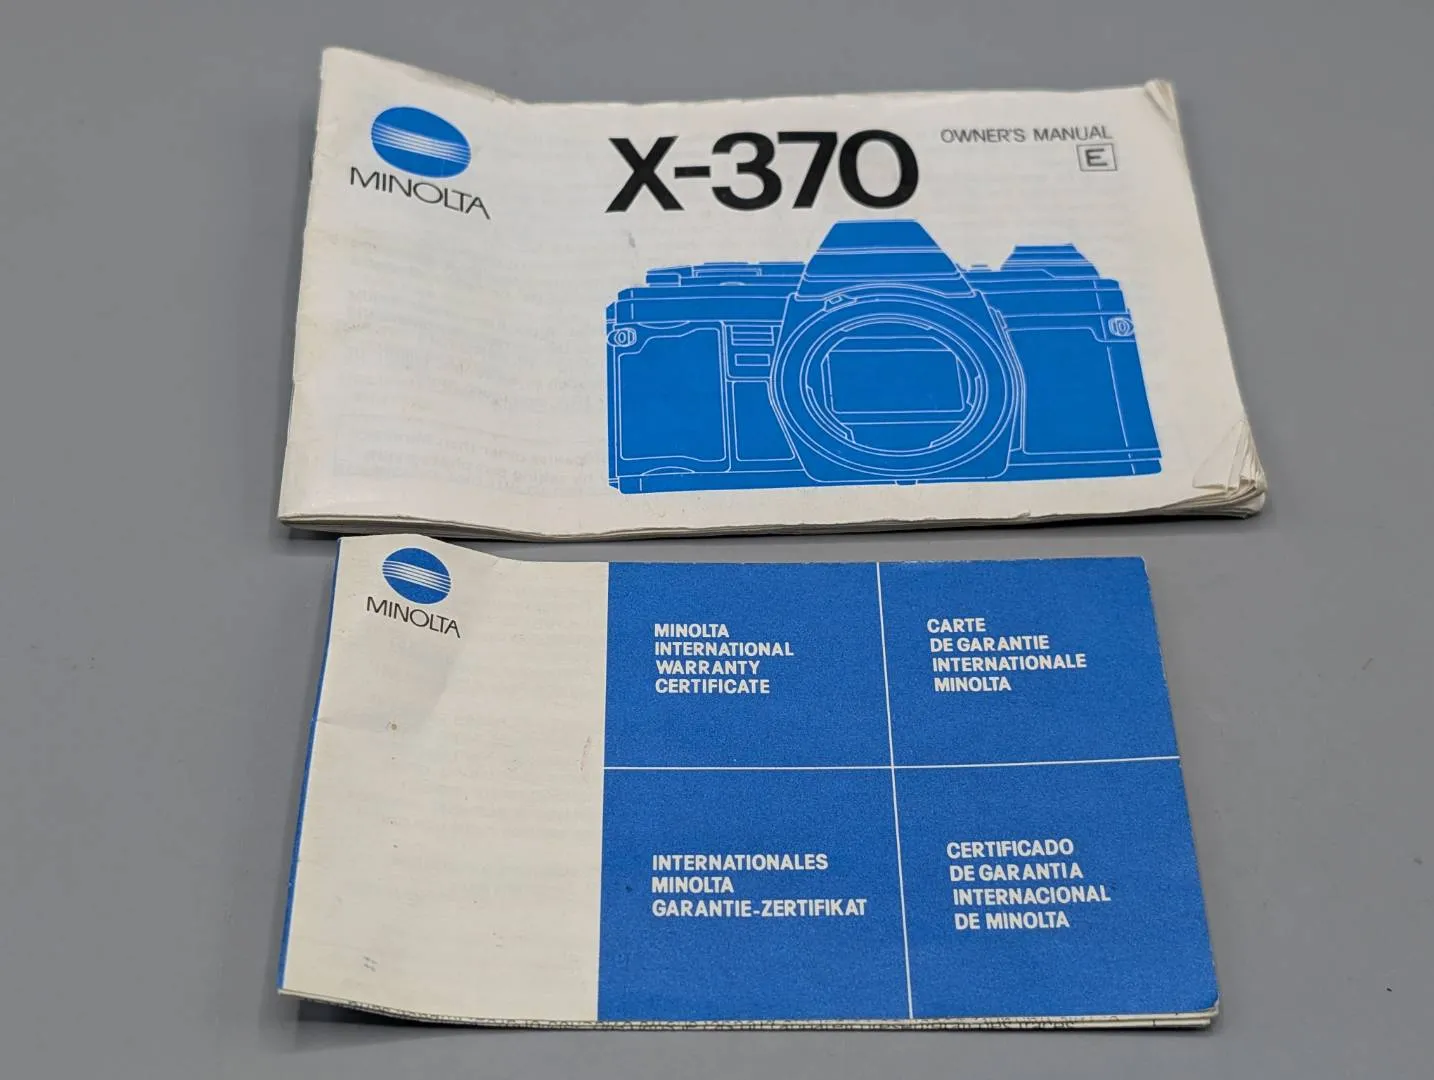 MINOLTA
X-370
OWNER'S MANUAL
E
MINOLTA
MINOLTA
INTERNATIONAL
WARRANTY
CERTIFICATE
CARTE
DE GARANTIE
INTERNATIONALE
MINOLTA
INTERNATIONALES
MINOLTA
GARANTIE-ZERTIFIKAT
CERTIFICADO
DE GARANTIA
INTERNACIONAL
DE MINOLTA